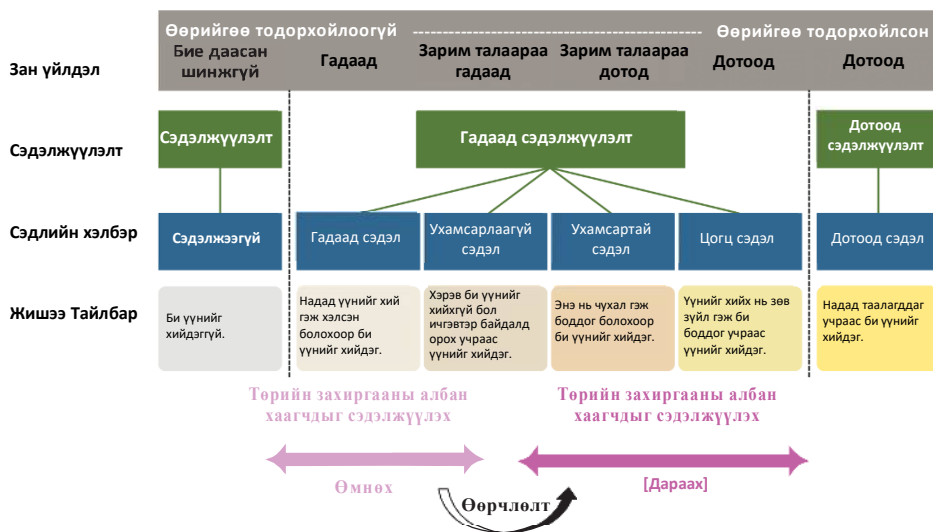 Өөрийгөө тодорхойлоогүй ---------------------------------------- Өөрийгөө тодорхойлсон
Зан үйлдэл
Бие даасан
шинжгүй
Гадаад
Зарим талаараа
гадаад
Зарим талаараа
дотод
Дотоод
Дотоод
Сэдэлжүүлэлт
Сэдэлжүүлэлт
Гадаад сэдэлжүүлэлт
Дотоод
сэдэлжүүлэлт
Сэдлийн хэлбэр
Сэдэлжээгүй
Гадаад сэдэл
Ухамсарлаагүй
сэдэл
Ухамсартай
сэдэл
Цогц сэдэл
Дотоод сэдэл
Жишээ Тайлбар
Би үүнийг
хийдэггүй.
Надад үүнийг хий
гэж хэлсэн
болохоор би
үүнийг хийдэг.
Хэрэв би үүнийг
хийхгүй бол
ичгэвтэр байдалд
орох учраас
үүнийг хийдэг.
Энэ нь чухал гэж
боддог болохоор
би үүнийг хийдэг.
Үүнийг хийх нь зөв
зүйл гэж би
боддог учраас
үүнийг хийдэг.
Надад таалагддаг
учраас би үүнийг
хийдэг.
Төрийн захиргааны албан
хаагчдыг сэдэлжүүлэх
Төрийн захиргааны албан
хаагчдыг сэдэлжүүлэх
Өмнөх
[Дараах]
Өөрчлөлт